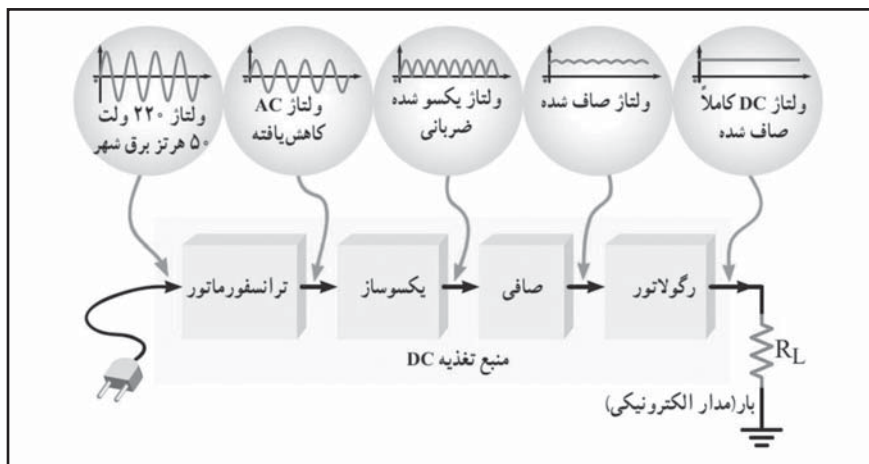 ولتاژ ۲۲۰ ولت
۵۰ هرتز برق شهر
ولتاژ AC
کاهش‌یافته
ولتاژ یکسو شده
ضربانی
ولتاژ صاف شده
ولتاژ DC کاملاً
صاف شده
ترانسفورماتور
یکسوساز
صافی
رگولاتور
منبع تغذیه DC
R_L
بار(مدار الکترونیکی)